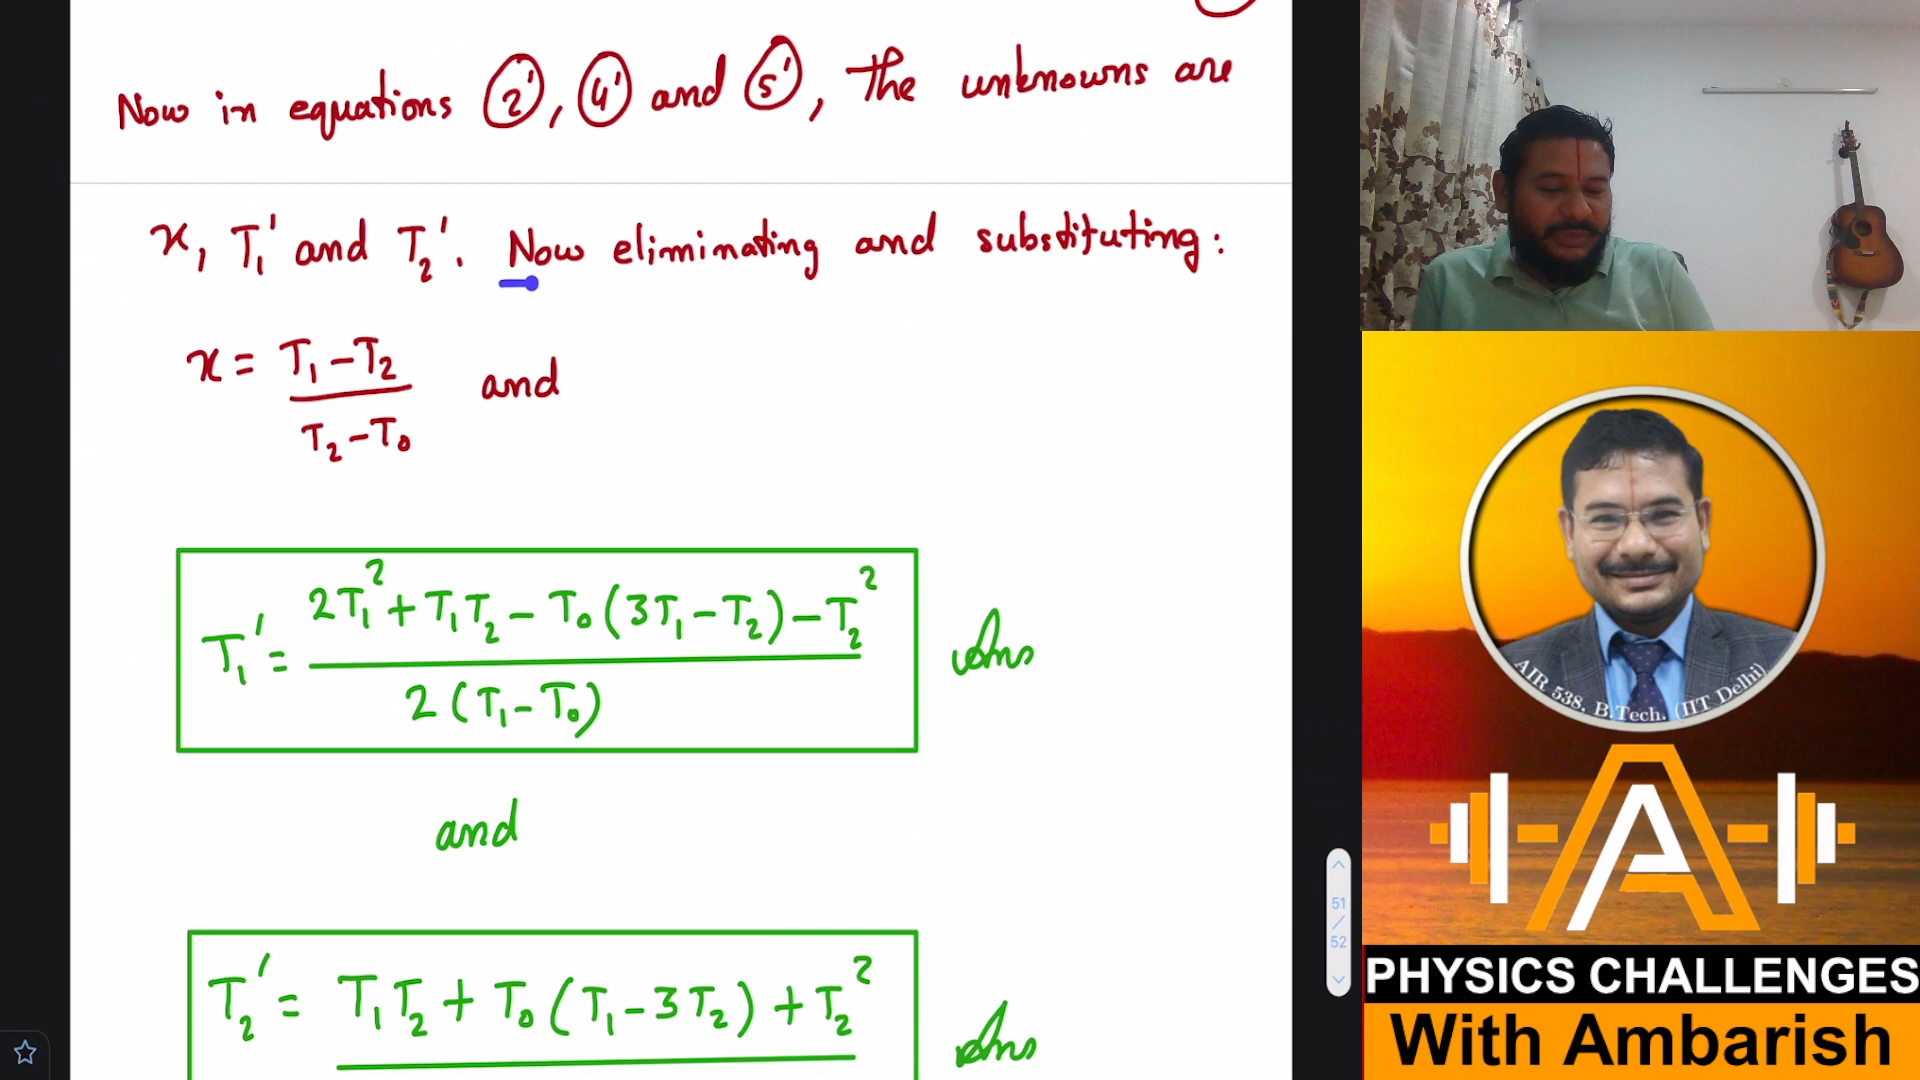 Now in equations (2'), (4') and (5'), The unknowns are
x, T₁' and T₂'. Now eliminating and substituting:
x = (T₁ - T₂)/(T₂ - T₀) and
T₁' = (2T₁² + T₁T₂ - T₀(3T₁ - T₂) - T₂²)/(2(T₁ - T₀)) Ans
and
T₂' = T₁T₂ + T₀(T₁ - 3T₂) + T₂² Ans
51
/
52
AIR 538, B.Tech. (IIT Delhi)
A
PHYSICS CHALLENGES
With Ambarish